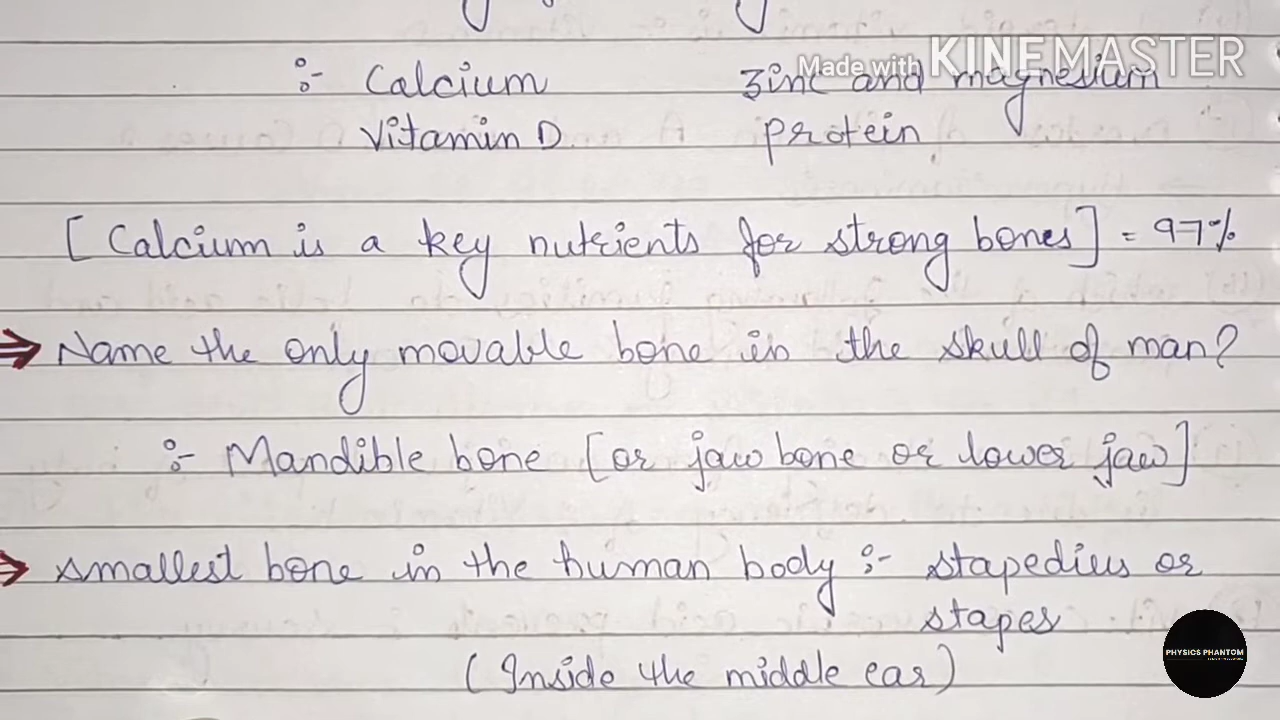 Made with KINEMASTER
:- Calcium Zinc and magnesium
Vitamin D Protein
[Calcium is a key nutrients for strong bones] = 97%
⇒ Name the only movable bone in the skull of man?
:- Mandible bone [or jaw bone or lower jaw]
⇒ smallest bone in the human body :- stapedius or
stapes
(Inside the middle ear)
PHYSICS PHANTOM